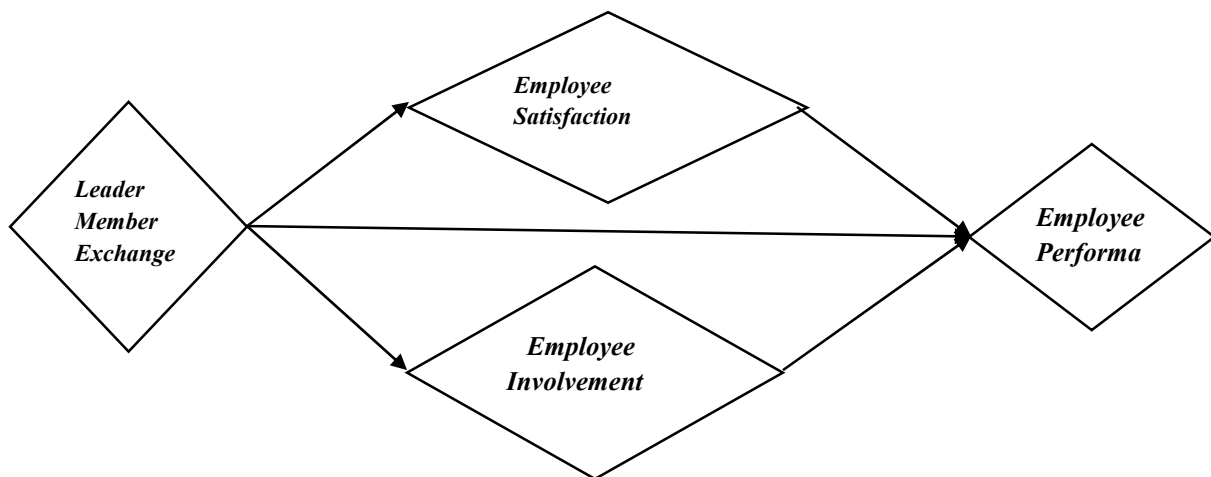 Employee
Satisfaction
Leader
Member
Exchange
Employee
Performa
Employee
Involvement